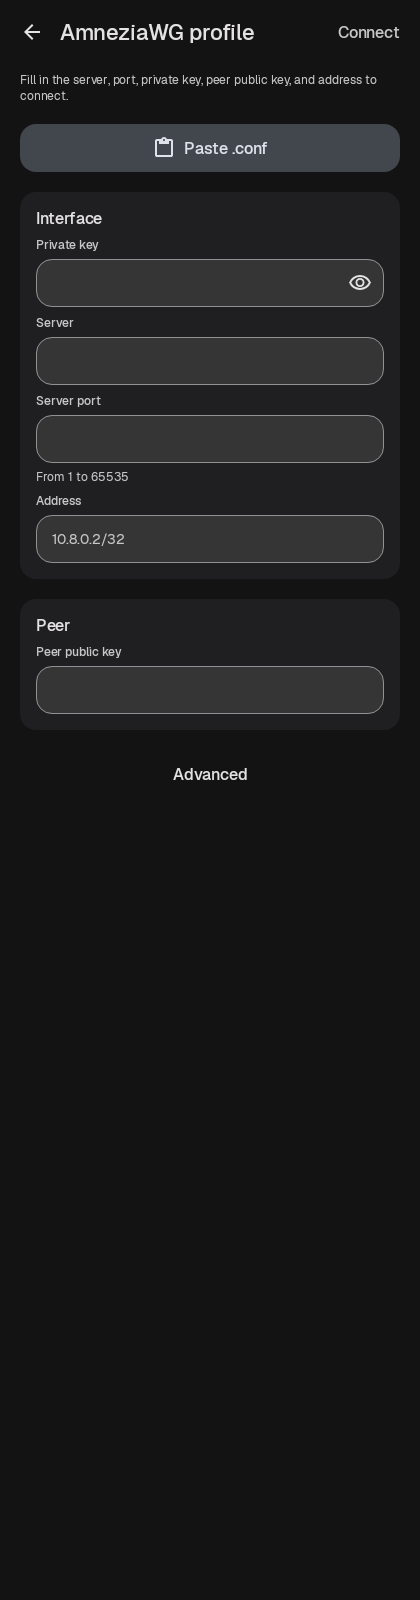 AmneziaWG profile
Connect
Fill in the server, port, private key, peer public key, and address to
connect.
Paste .conf
Interface
Private key
Server
Server port
From 1 to 65535
Address
10.8.0.2/32
Peer
Peer public key
Advanced